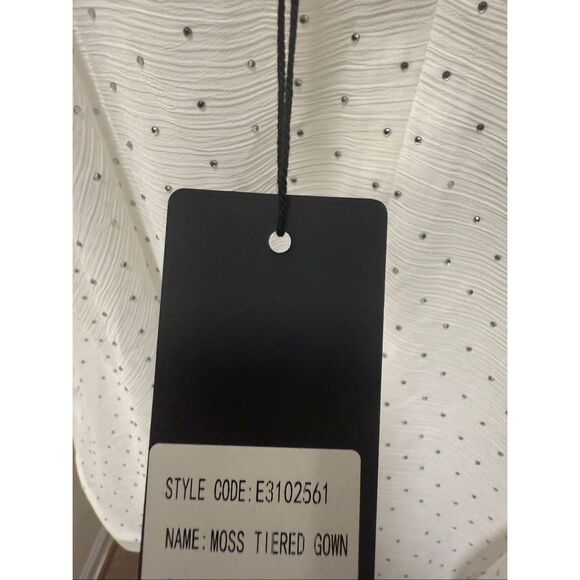 STYLE CODE:E3102561
NAME:MOSS TIERED GOWN